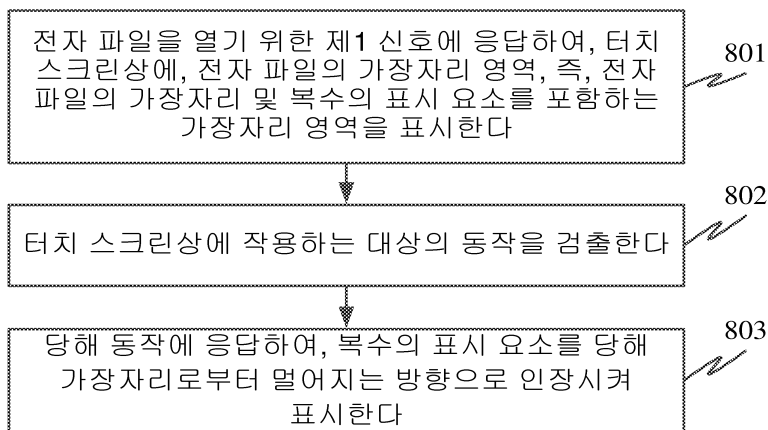 전자 파일을 열기 위한 제1 신호에 응답하여, 터치
스크린상에, 전자 파일의 가장자리 영역, 즉, 전자
파일의 가장자리 및 복수의 표시 요소를 포함하는
가장자리 영역을 표시한다
801
터치 스크린상에 작용하는 대상의 동작을 검출한다
802
당해 동작에 응답하여, 복수의 표시 요소를 당해
가장자리로부터 멀어지는 방향으로 인장시켜
표시한다
803